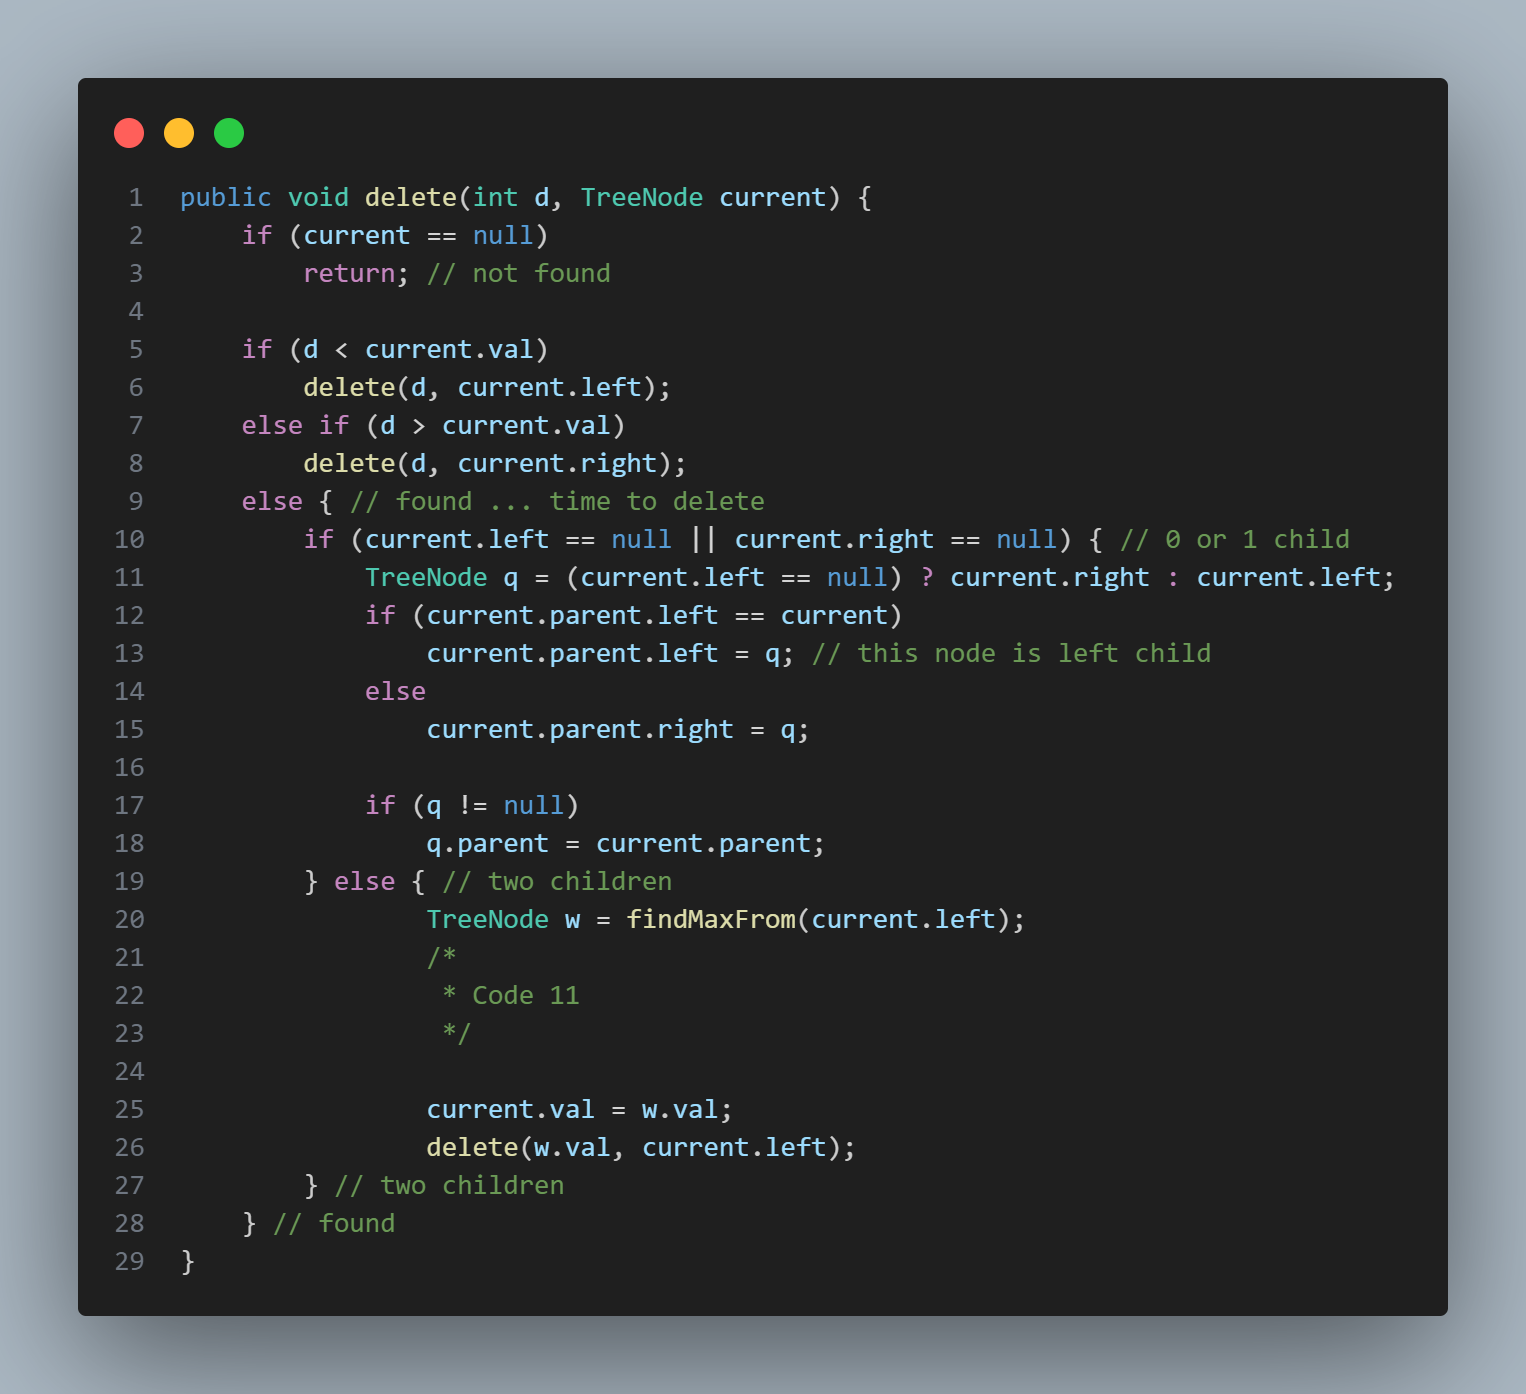 1 public void delete(int d, TreeNode current) {
2     if (current == null)
3         return; // not found
4
5     if (d < current.val)
6         delete(d, current.left);
7     else if (d > current.val)
8         delete(d, current.right);
9     else { // found ... time to delete
10         if (current.left == null || current.right == null) { // 0 or 1 child
11             TreeNode q = (current.left == null) ? current.right : current.left;
12             if (current.parent.left == current)
13                 current.parent.left = q; // this node is left child
14             else
15                 current.parent.right = q;
16
17             if (q != null)
18                 q.parent = current.parent;
19         } else { // two children
20                 TreeNode w = findMaxFrom(current.left);
21                 /*
22                  * Code 11
23                  */
24
25                 current.val = w.val;
26                 delete(w.val, current.left);
27         } // two children
28     } // found
29 }